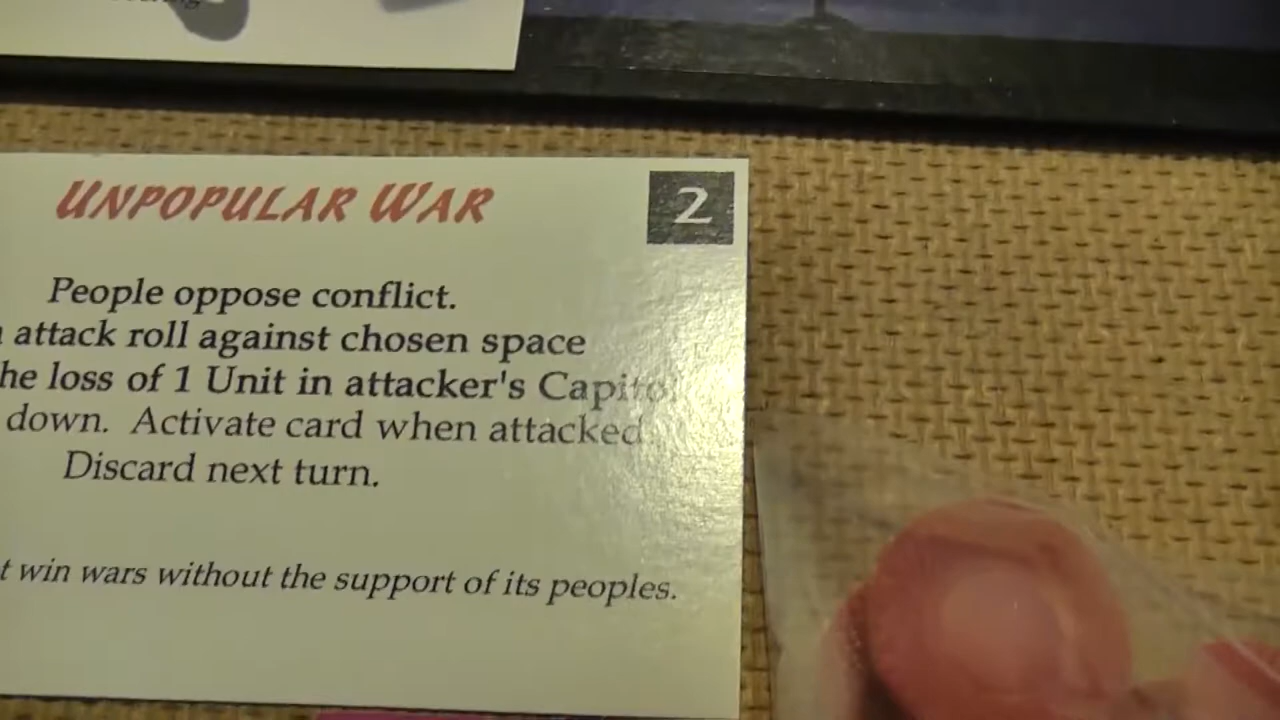 UNPOPULAR WAR
2
People oppose conflict.
attack roll against chosen space
he loss of 1 Unit in attacker's Capitol
down. Activate card when attacked
Discard next turn.
t win wars without the support of its peoples.